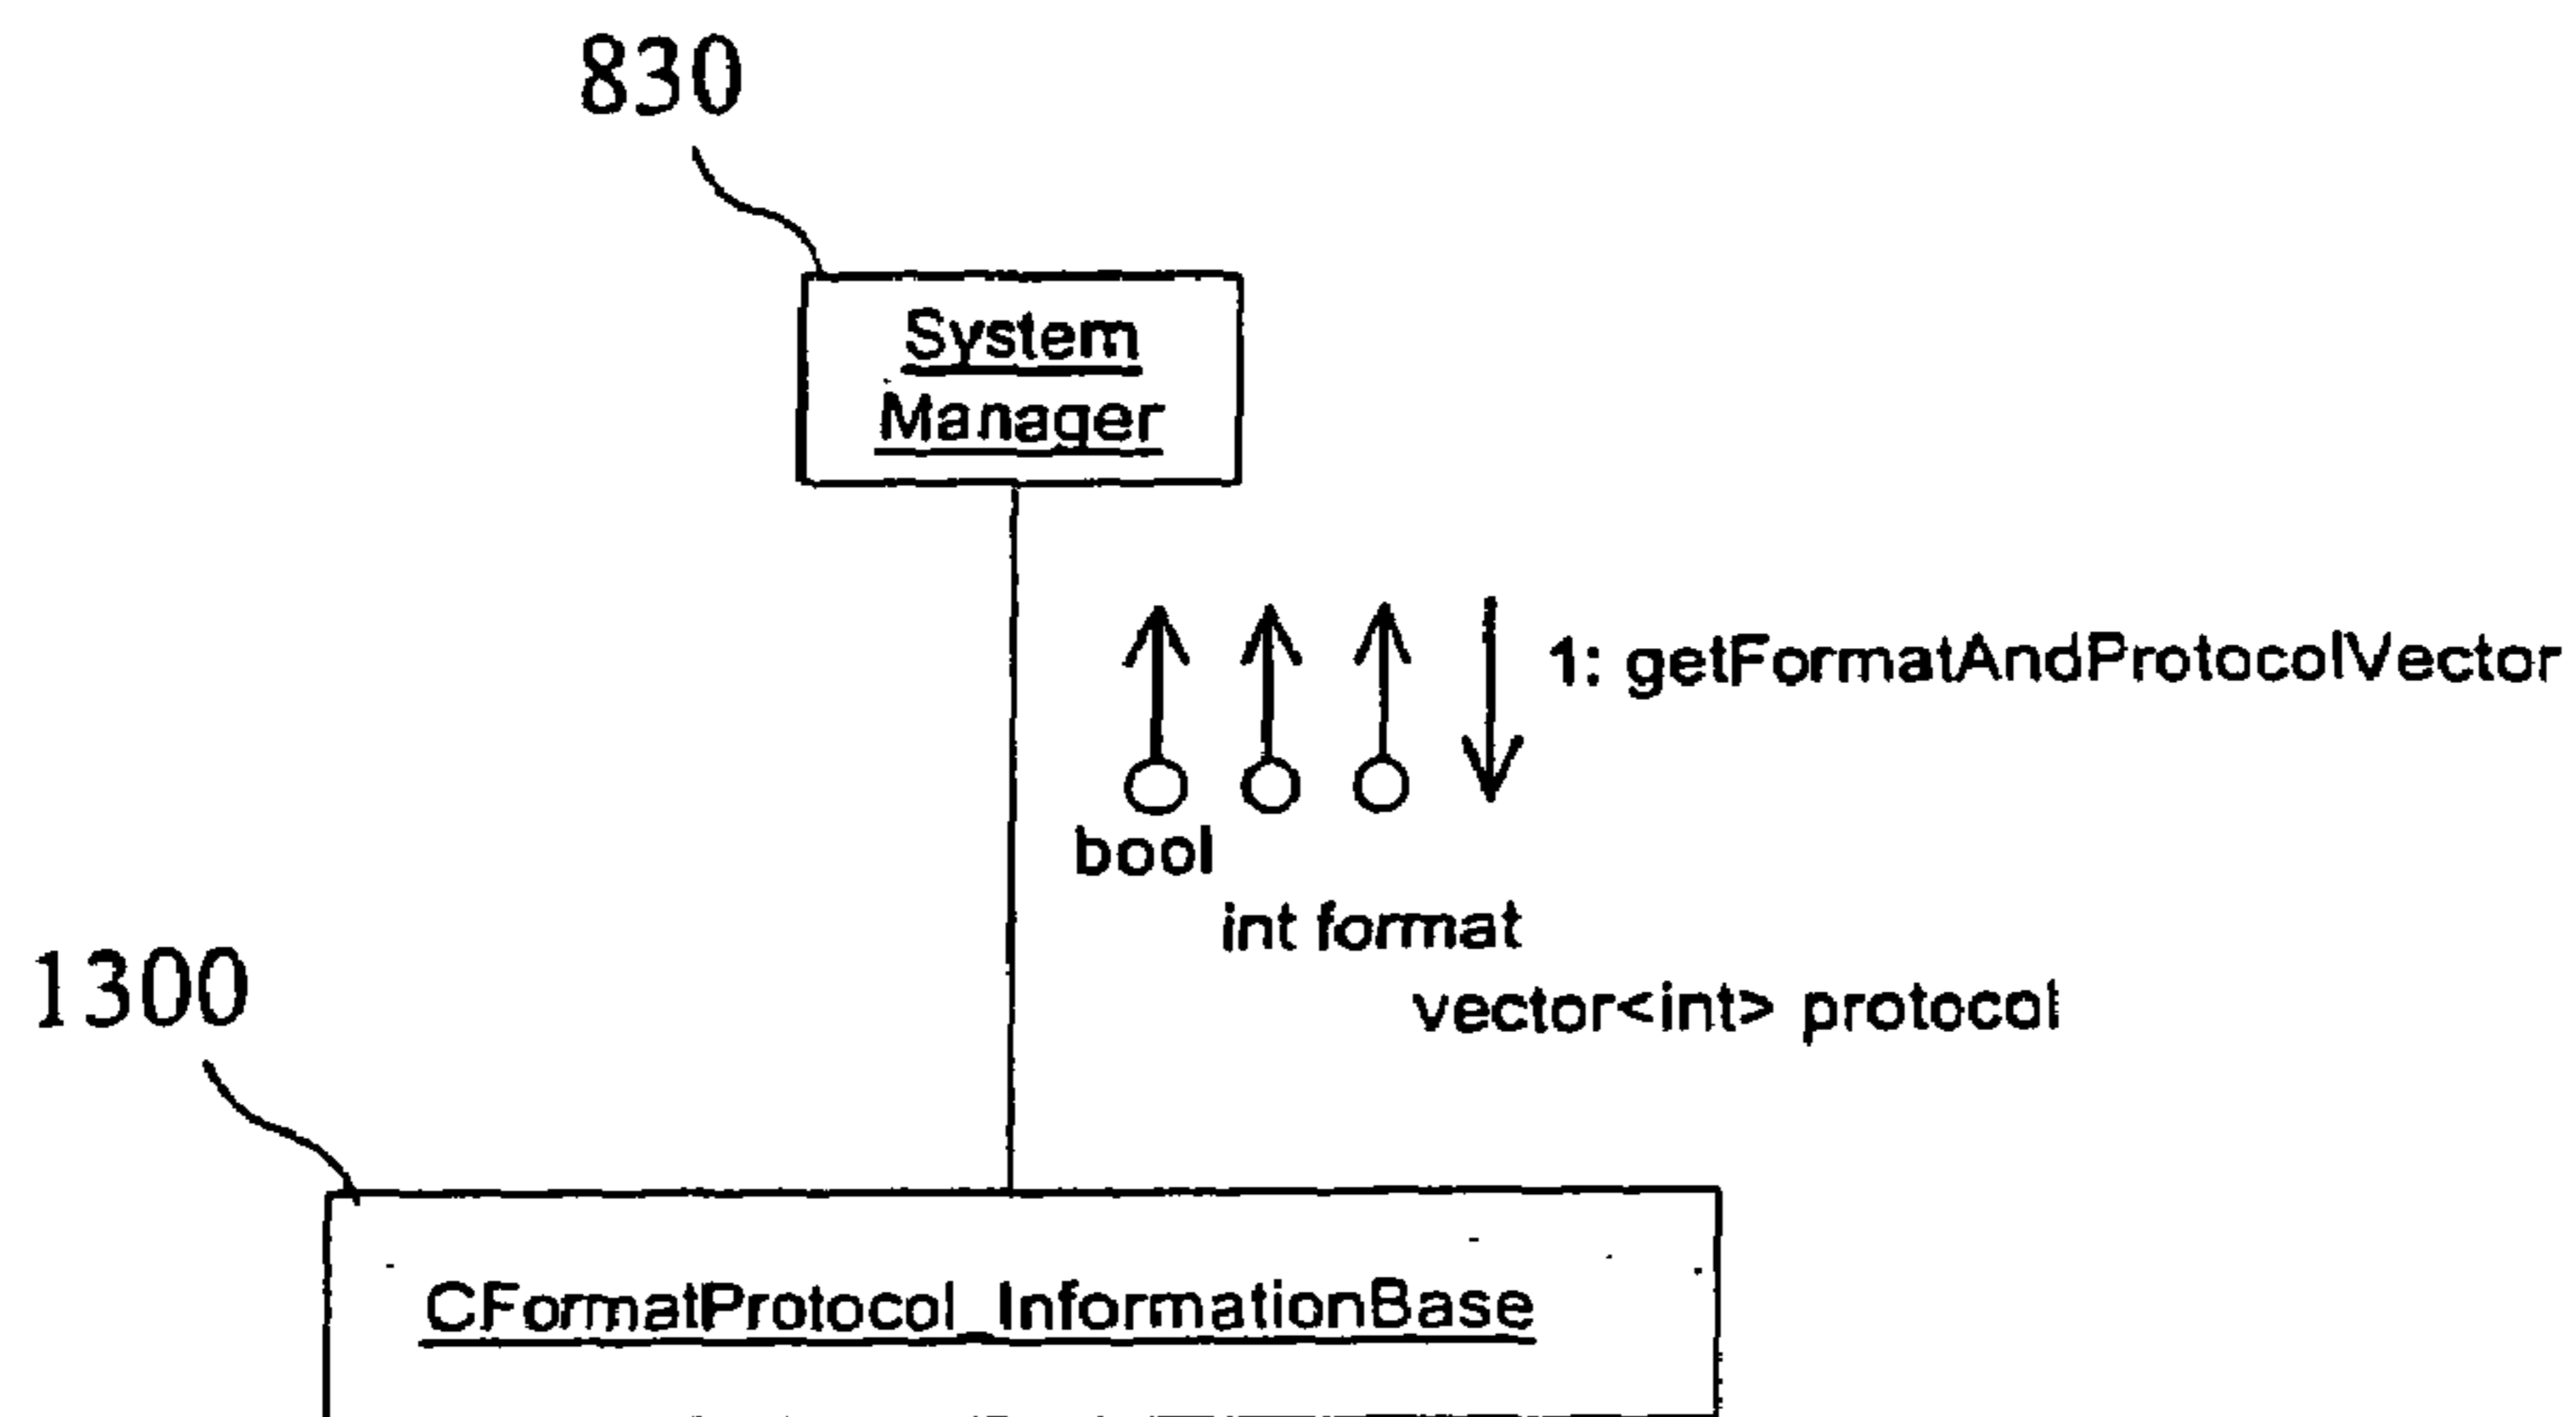 830
System
Manager
1: getFormatAndProtocolVector
bool
int format
vector<int> protocol
1300
CFormatProtocol_InformationBase